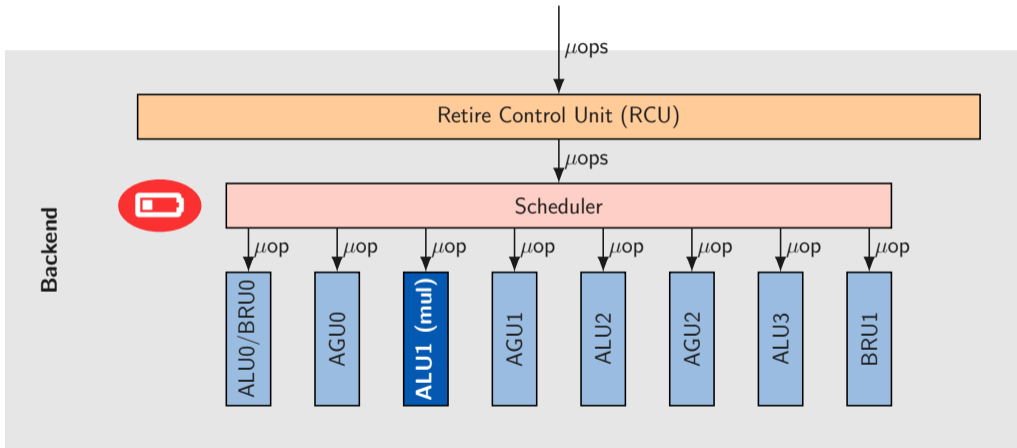 μops
Retire Control Unit (RCU)
μops
Scheduler
μop μop μop μop μop μop μop μop
Backend
ALU0/BRU0
AGU0
ALU1 (mul)
AGU1
ALU2
AGU2
ALU3
BRU1